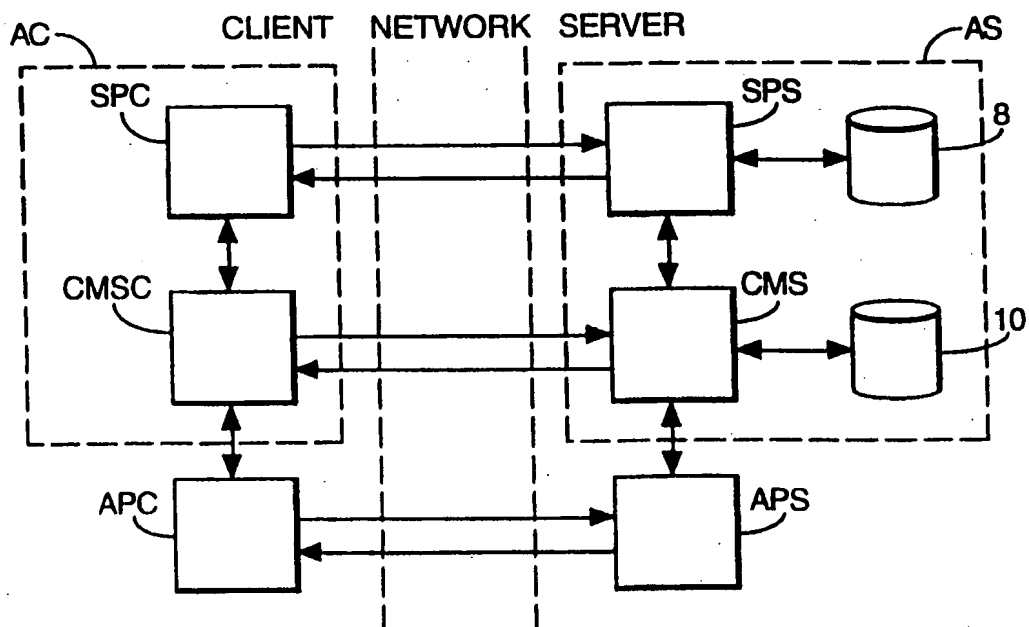 AC CLIENT NETWORK SERVER AS
SPC SPS 8
CMSC CMS 10
APC APS